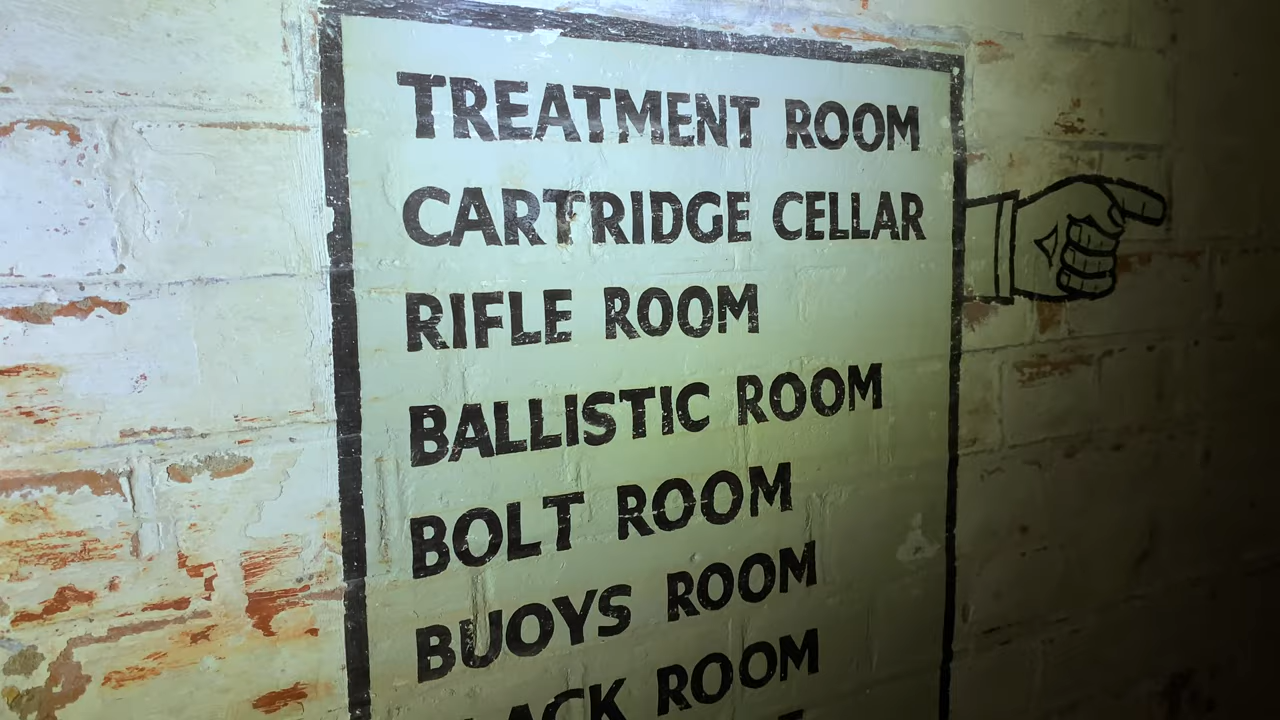 TREATMENT ROOM
CARTRIDGE CELLAR
RIFLE ROOM
BALLISTIC ROOM
BOLT ROOM
BUOYS ROOM
ROOM